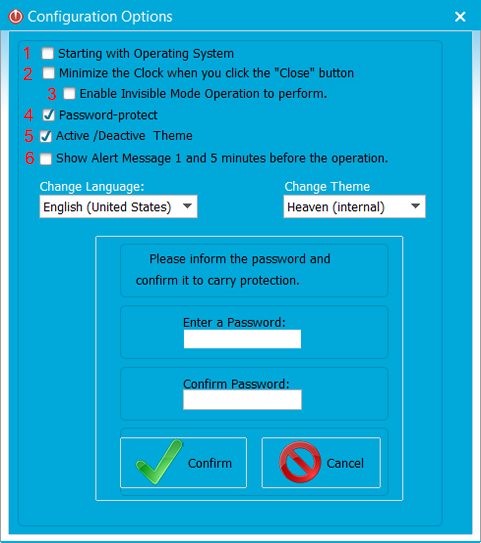 Configuration Options
1 Starting with Operating System
2 Minimize the Clock when you click the "Close" button
3 Enable Invisible Mode Operation to perform.
4 Password-protect
5 Active /Deactive Theme
6 Show Alert Message 1 and 5 minutes before the operation.
Change Language: Change Theme
English (United States) Heaven (internal)
Please inform the password and
confirm it to carry protection.
Enter a Password:
Confirm Password:
Confirm Cancel